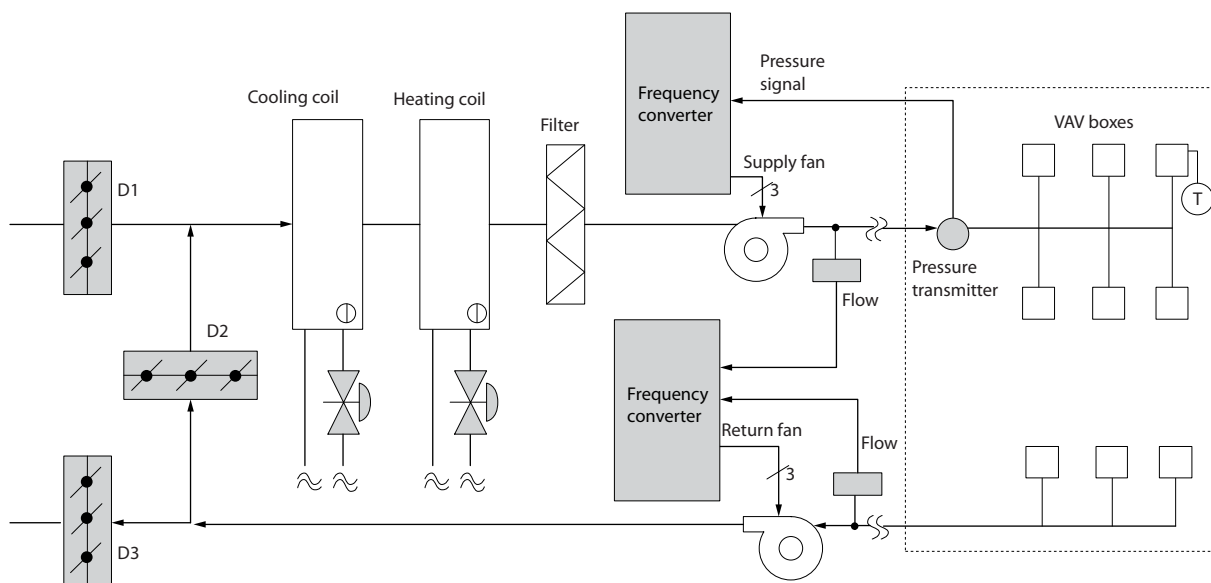 Cooling coil
Heating coil
Filter
Frequency
converter
Pressure
signal
VAV boxes
Supply fan
3
D1
T
Pressure
transmitter
Flow
D2
Frequency
converter
Return fan
3
Flow
D3